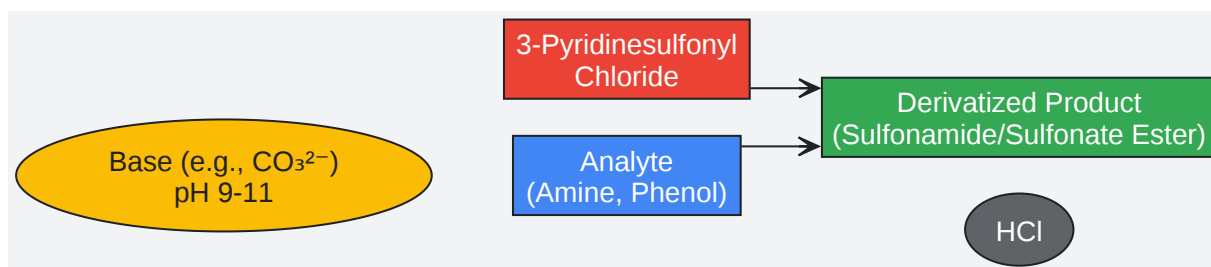 3-Pyridinesulfonyl
Chloride
Derivatized Product
(Sulfonamide/Sulfonate Ester)
Base (e.g., CO₃²⁻)
pH 9-11
Analyte
(Amine, Phenol)
HCl